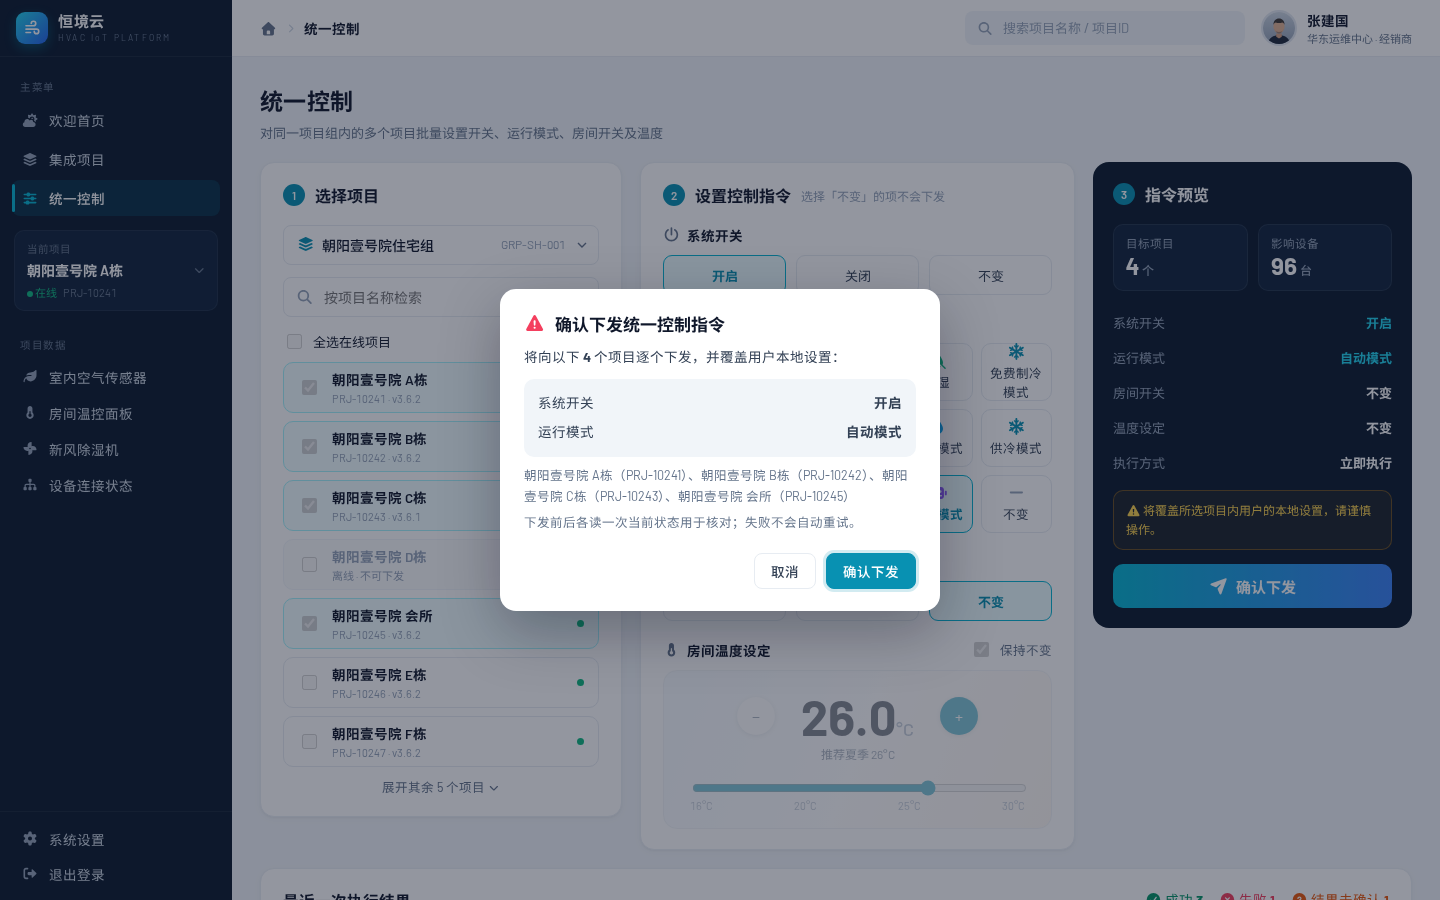 恒境云
HVAC IoT PLATFORM
主菜单
欢迎首页
集成项目
统一控制
当前项目
朝阳壹号院 A栋
在线 PRJ-10241
项目数据
室内空气传感器
房间温控面板
新风除湿机
设备连接状态
系统设置
退出登录
统一控制
搜索项目名称 / 项目ID
张建国
华东运维中心 · 经销商
统一控制
对同一项目组内的多个项目批量设置开关、运行模式、房间开关及温度
1 选择项目
朝阳壹号院住宅组 GRP-SH-001
按项目名称检索
全选在线项目
朝阳壹号院 A栋
PRJ-10241 · v3.6.2
朝阳壹号院 B栋
PRJ-10242 · v3.6.2
朝阳壹号院 C栋
PRJ-10243 · v3.6.1
朝阳壹号院 D栋
离线 · 不可下发
朝阳壹号院 会所
PRJ-10245 · v3.6.2
朝阳壹号院 E栋
PRJ-10246 · v3.6.2
朝阳壹号院 F栋
PRJ-10247 · v3.6.2
展开其余 5 个项目
2 设置控制指令 选择「不变」的项不会下发
系统开关
开启 关闭 不变
湿
免费制冷
模式
模式 供冷模式
模式 不变
不变
房间温度设定 保持不变
− 26.0°C +
推荐夏季 26°C
16°C 20°C 25°C 30°C
确认下发统一控制指令
将向以下 4 个项目逐个下发，并覆盖用户本地设置：
系统开关 开启
运行模式 自动模式
朝阳壹号院 A栋（PRJ-10241）、朝阳壹号院 B栋（PRJ-10242）、朝阳
壹号院 C栋（PRJ-10243）、朝阳壹号院 会所（PRJ-10245）
下发前后各读一次当前状态用于核对；失败不会自动重试。
取消 确认下发
3 指令预览
目标项目 影响设备
4 个 96 台
系统开关 开启
运行模式 自动模式
房间开关 不变
温度设定 不变
执行方式 立即执行
将覆盖所选项目内用户的本地设置，请谨慎
操作。
确认下发
最近一次执行结果 成功 3 失败 1 结果未确认 1